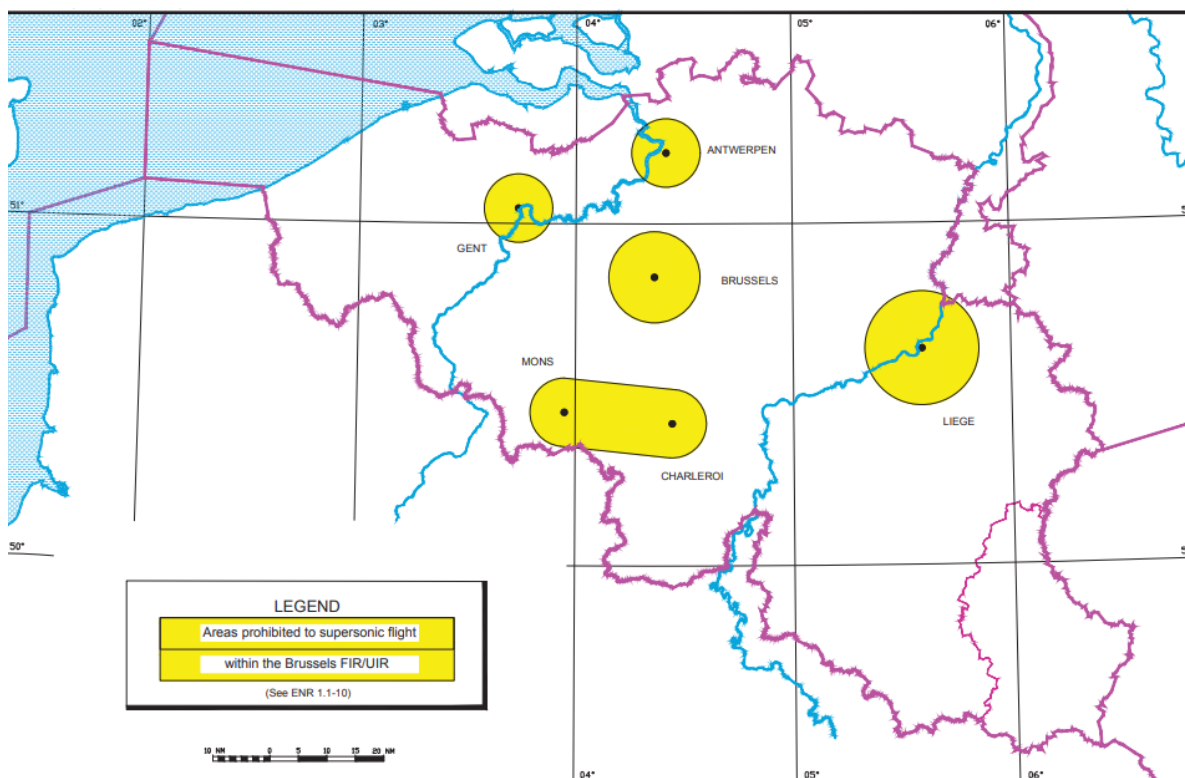 02°
03°
04°
05°
06°
ANTWERPEN
51°
GENT
BRUSSELS
MONS
LIEGE
CHARLEROI
50°
LEGEND
Areas prohibited to supersonic flight
within the Brussels FIR/UIR
(See ENR 1.1-10)
10 NM 0 5 10 15 20 NM
04°
05°
06°